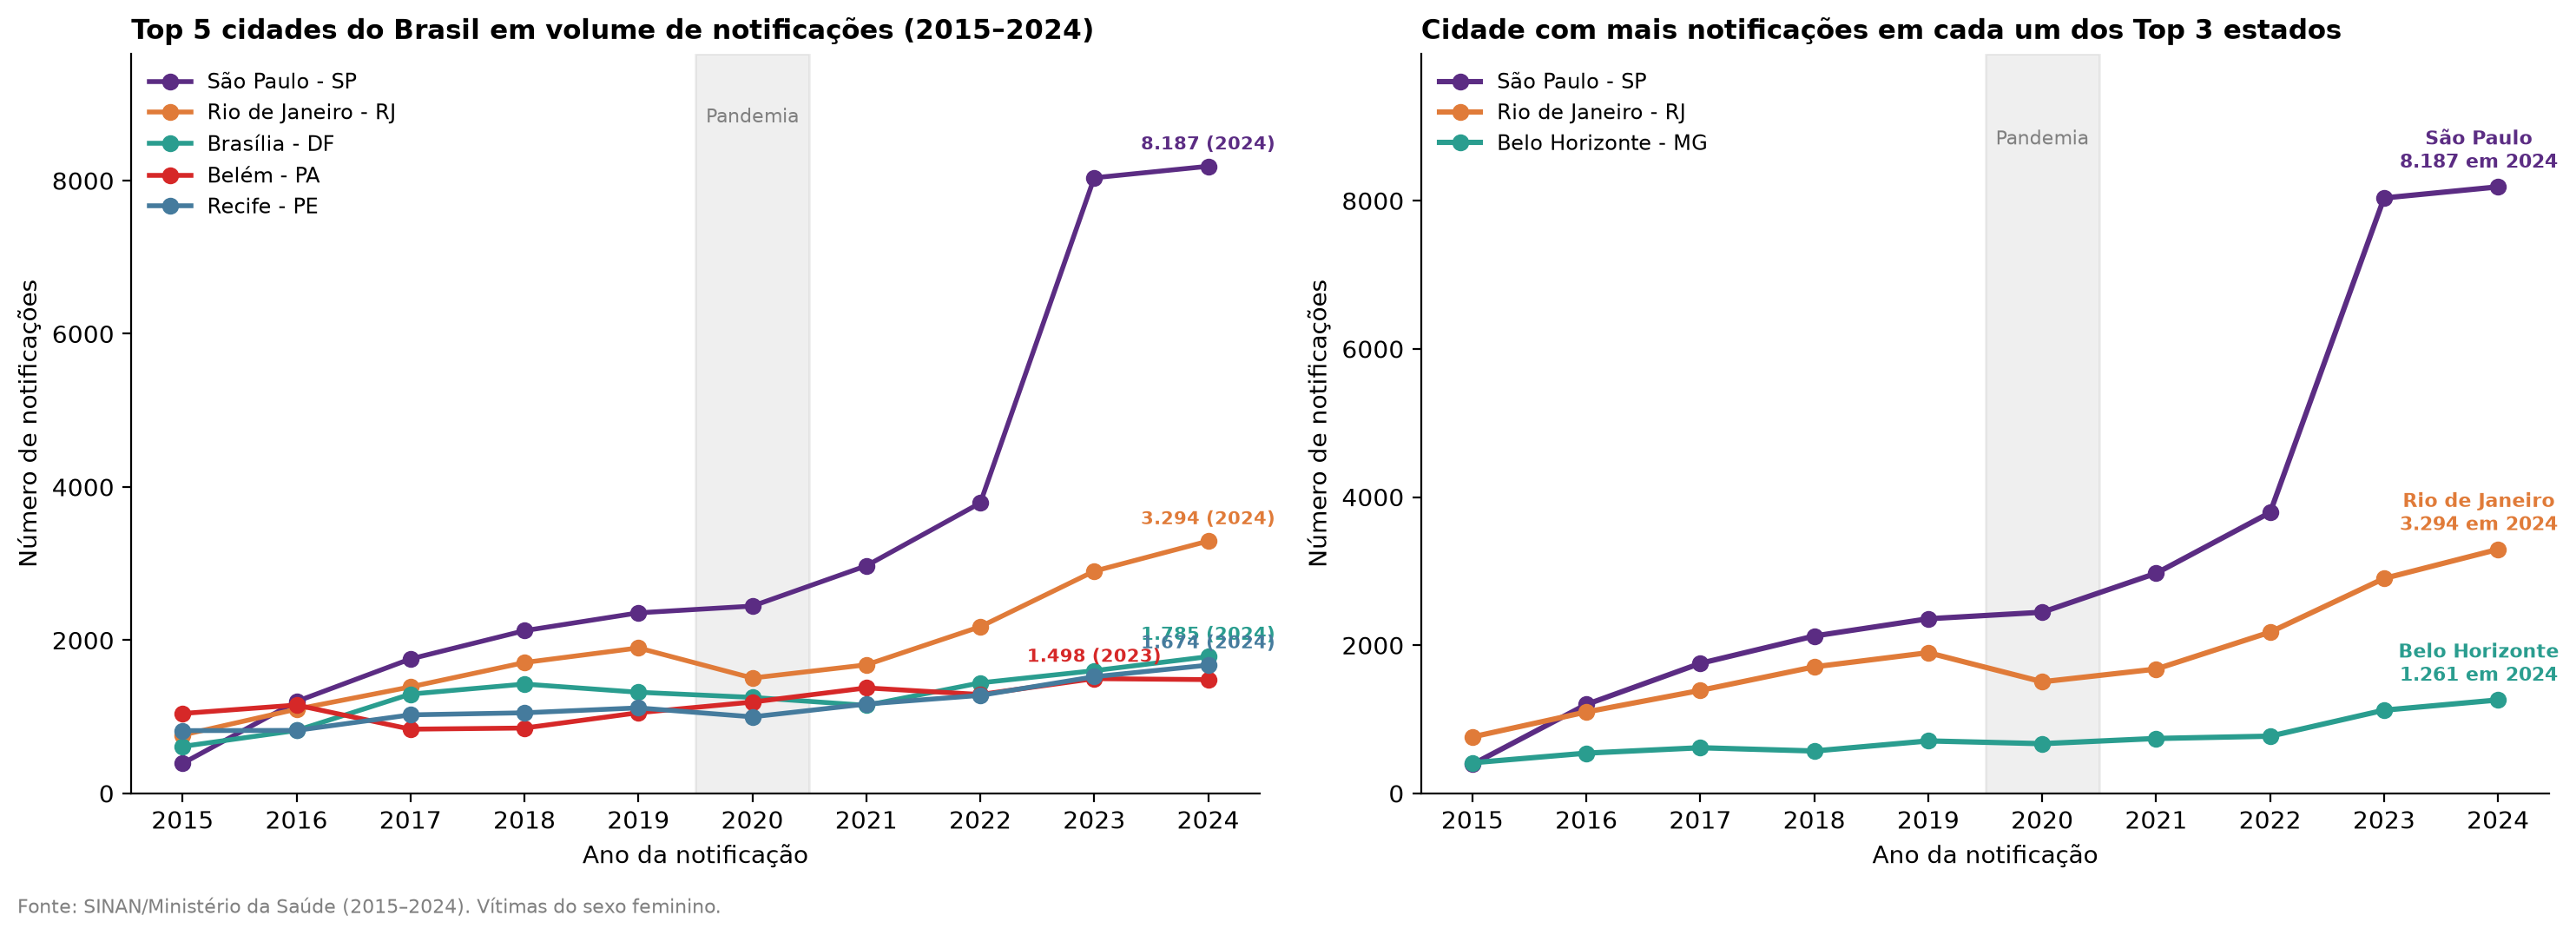 Top 5 cidades do Brasil em volume de notificações (2015–2024)
São Paulo - SP
Rio de Janeiro - RJ
Brasília - DF
Belém - PA
Recife - PE
Pandemia
8.187 (2024)
3.294 (2024)
1.785 (2024)
1.674 (2024)
1.498 (2023)
Número de notificações
8000
6000
4000
2000
0
2015 2016 2017 2018 2019 2020 2021 2022 2023 2024
Ano da notificação
Cidade com mais notificações em cada um dos Top 3 estados
São Paulo - SP
Rio de Janeiro - RJ
Belo Horizonte - MG
Pandemia
São Paulo
8.187 em 2024
Rio de Janeiro
3.294 em 2024
Belo Horizonte
1.261 em 2024
Número de notificações
8000
6000
4000
2000
0
2015 2016 2017 2018 2019 2020 2021 2022 2023 2024
Ano da notificação
Fonte: SINAN/Ministério da Saúde (2015–2024). Vítimas do sexo feminino.